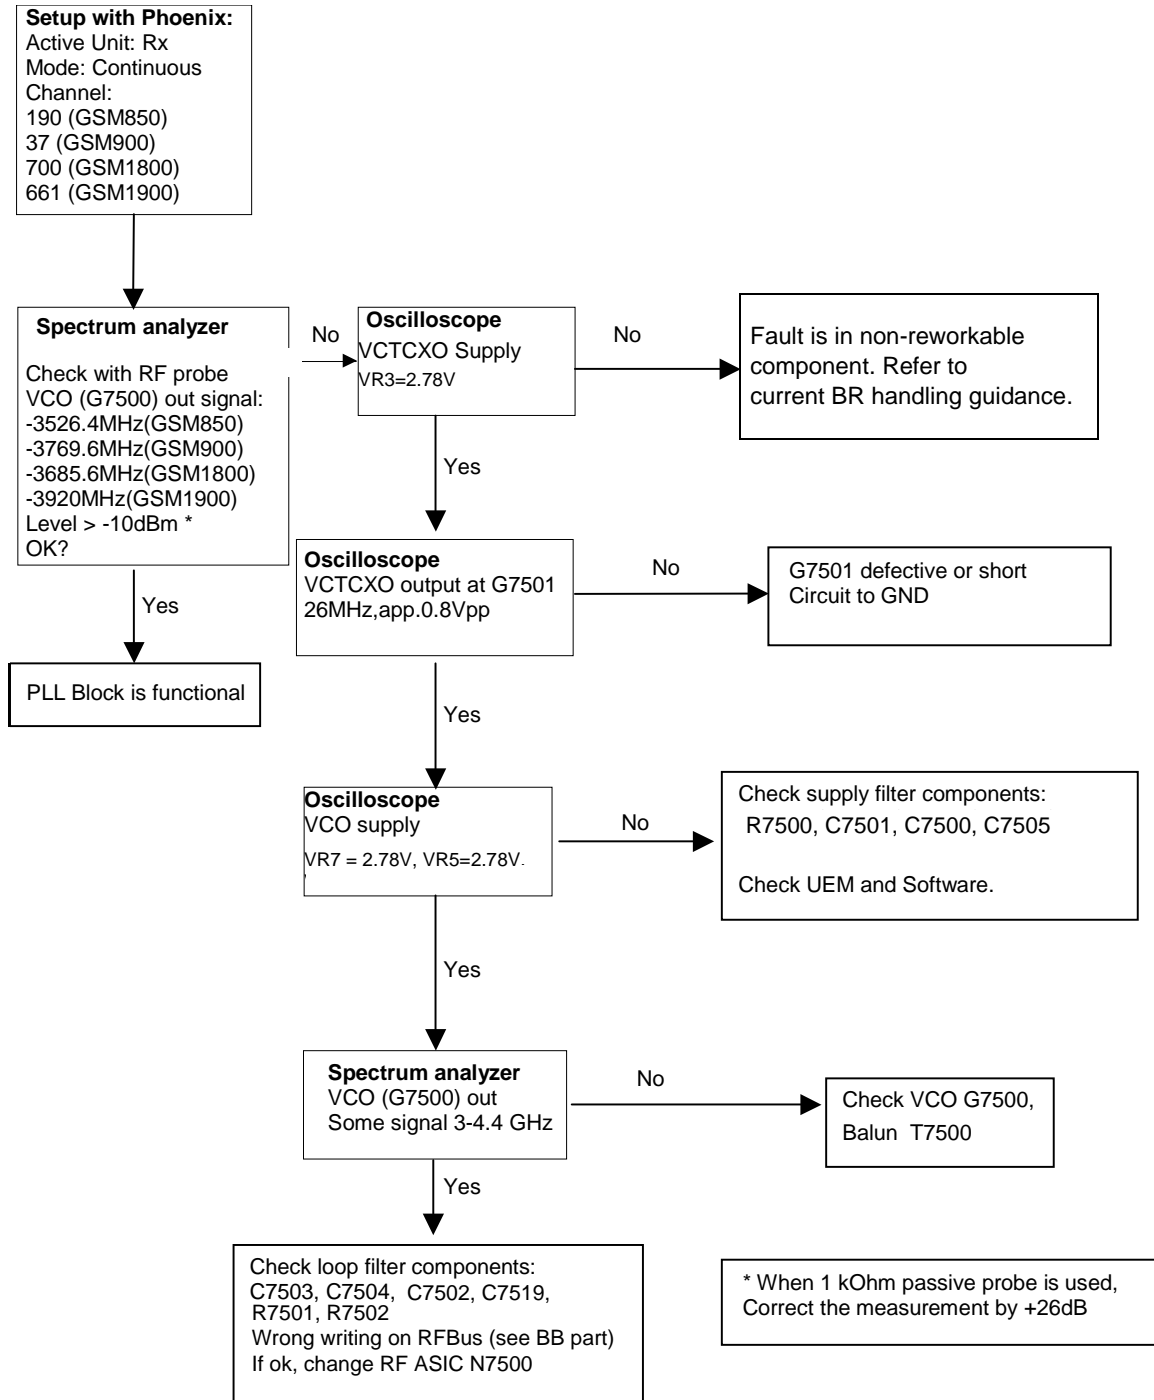 Setup with Phoenix:
Active Unit: Rx
Mode: Continuous
Channel:
190 (GSM850)
37 (GSM900)
700 (GSM1800)
661 (GSM1900)
Spectrum analyzer
Check with RF probe
VCO (G7500) out signal:
-3526.4MHz(GSM850)
-3769.6MHz(GSM900)
-3685.6MHz(GSM1800)
-3920MHz(GSM1900)
Level > -10dBm *
OK?
No
Oscilloscope
VCTCXO Supply
VR3=2.78V
No
Fault is in non-reworkable
component. Refer to
current BR handling guidance.
Yes
Oscilloscope
VCTCXO output at G7501
26MHz,app.0.8Vpp
No
G7501 defective or short
Circuit to GND
Yes
PLL Block is functional
Yes
Oscilloscope
VCO supply
VR7 = 2.78V, VR5=2.78V.
,
No
Check supply filter components:
R7500, C7501, C7500, C7505
Check UEM and Software.
Yes
Spectrum analyzer
VCO (G7500) out
Some signal 3-4.4 GHz
No
Check VCO G7500,
Balun T7500
Yes
Check loop filter components:
C7503, C7504, C7502, C7519,
R7501, R7502
Wrong writing on RFBus (see BB part)
If ok, change RF ASIC N7500
* When 1 kOhm passive probe is used,
Correct the measurement by +26dB